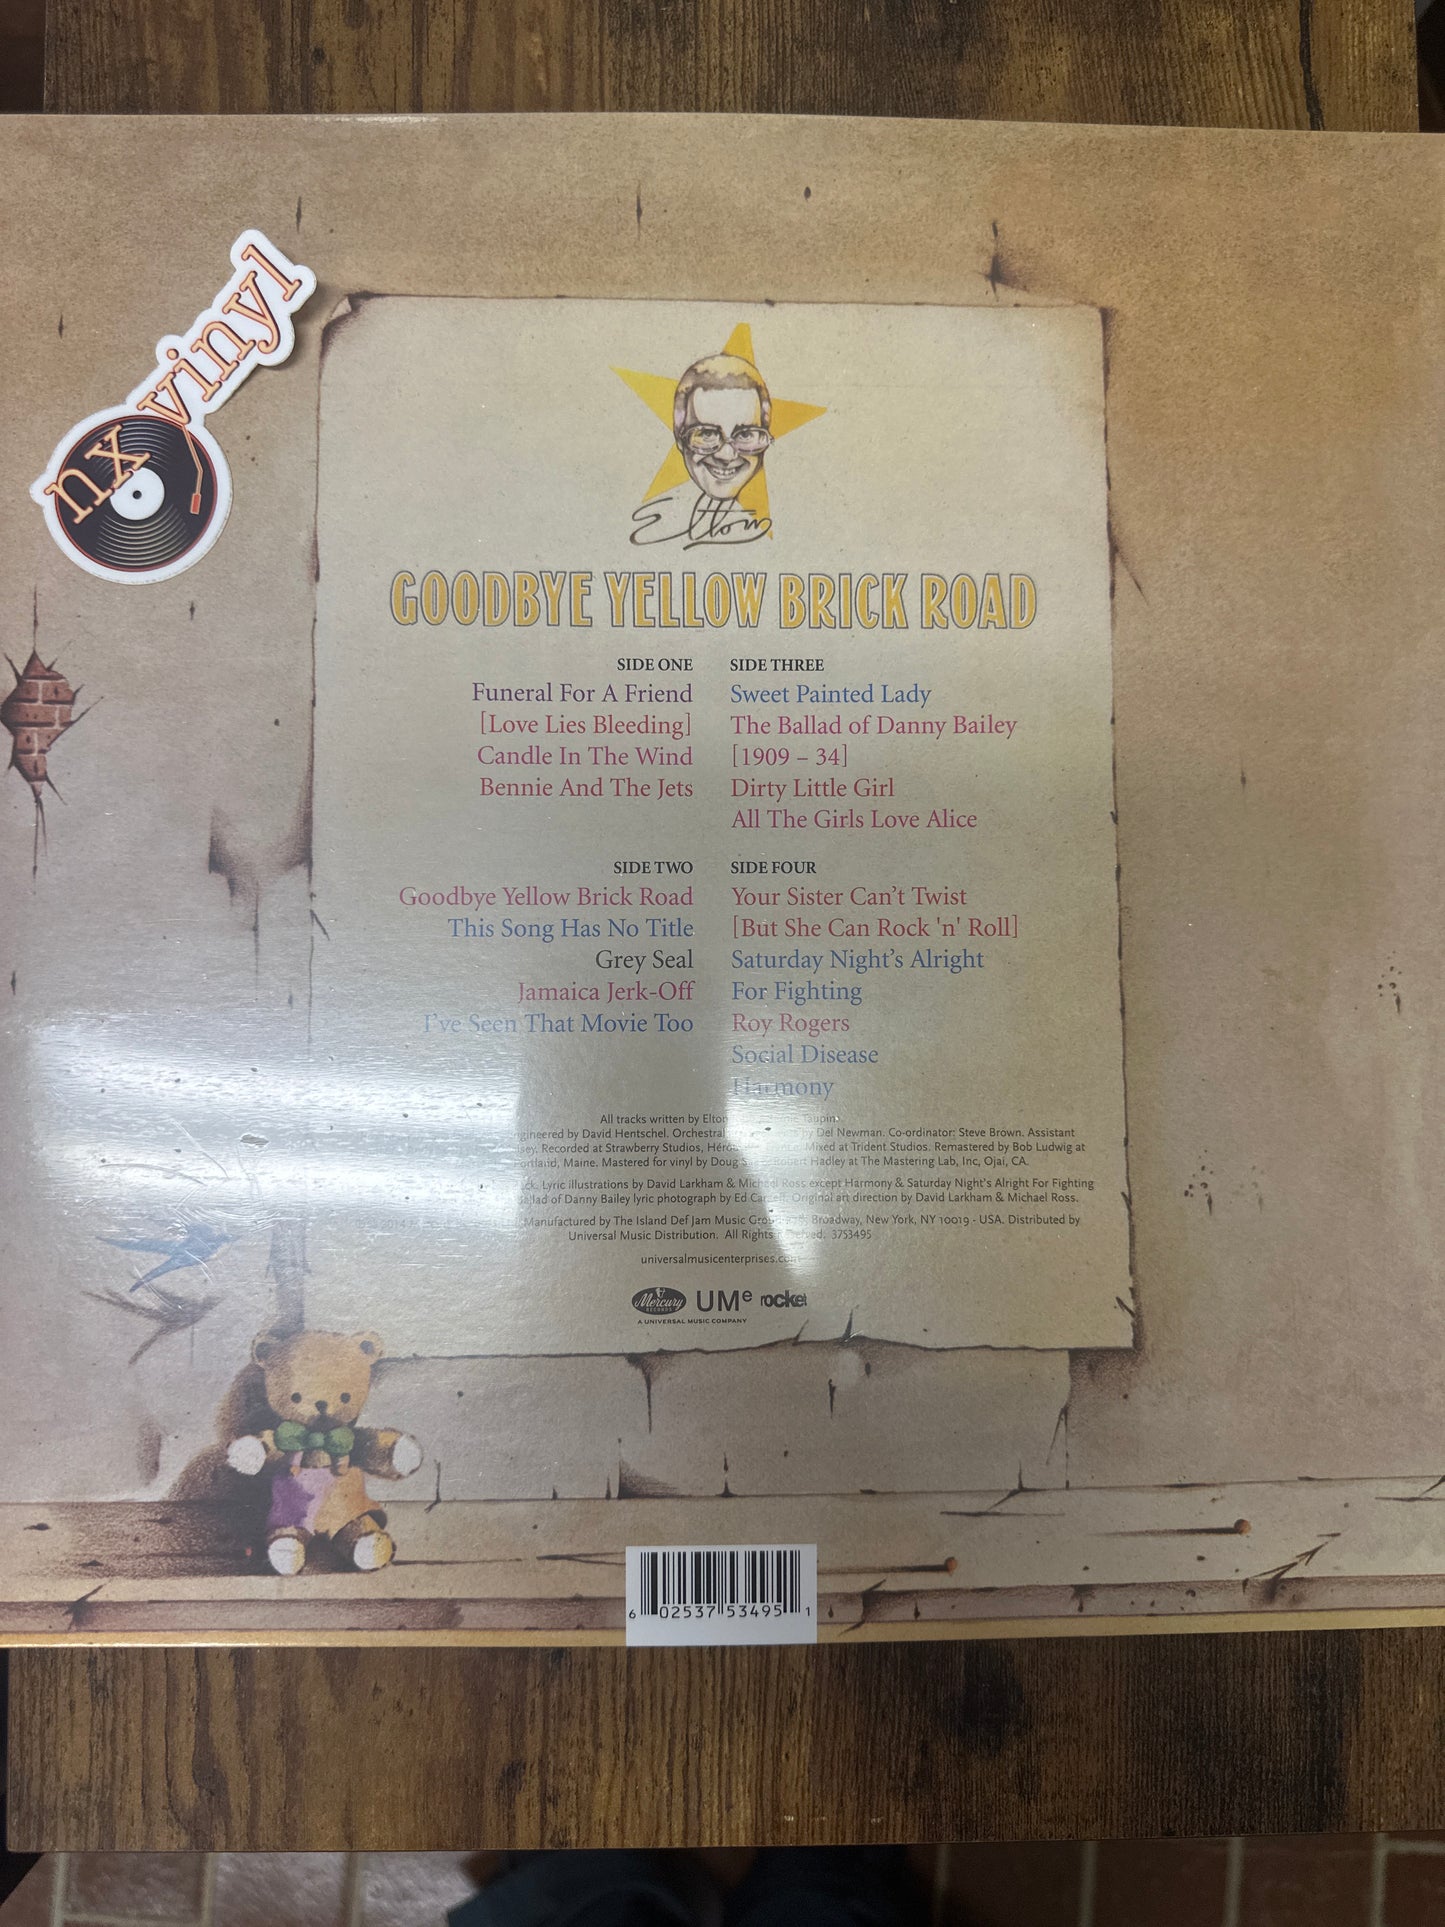 nx vinyl
Elton
GOODBYE YELLOW BRICK ROAD
SIDE ONE
Funeral For A Friend
[Love Lies Bleeding]
Candle In The Wind
Bennie And The Jets
SIDE TWO
Goodbye Yellow Brick Road
This Song Has No Title
Grey Seal
Jamaica Jerk-Off
I've Seen That Movie Too
SIDE THREE
Sweet Painted Lady
The Ballad of Danny Bailey
[1909 – 34]
Dirty Little Girl
All The Girls Love Alice
SIDE FOUR
Your Sister Can't Twist
[But She Can Rock 'n' Roll]
Saturday Night's Alright
For Fighting
Roy Rogers
Social Disease
Harmony
All tracks written by Elton Taupin.
by David Hentschel. Orchestral by Del Newman. Co-ordinator: Steve Brown. Assistant
Recorded at Strawberry Studios, Mixed at Trident Studios. Remastered by Bob Ludwig at
Portland, Maine. Mastered for vinyl by Doug Hadley at The Mastering Lab, Inc, Ojai, CA.
Lyric illustrations by David Larkham & Michael Ross except Harmony & Saturday Night's Alright For Fighting
of Danny Bailey lyric photograph by Ed Original art direction by David Larkham & Michael Ross.
2014 Manufactured by The Island Def Jam Music Group, Broadway, New York, NY 10019 - USA. Distributed by
Universal Music Distribution. All Rights 3753495
universalmusicenterprises.com
Mercury RECORDS UMe rocket
A UNIVERSAL MUSIC COMPANY
6 02537 53495 1